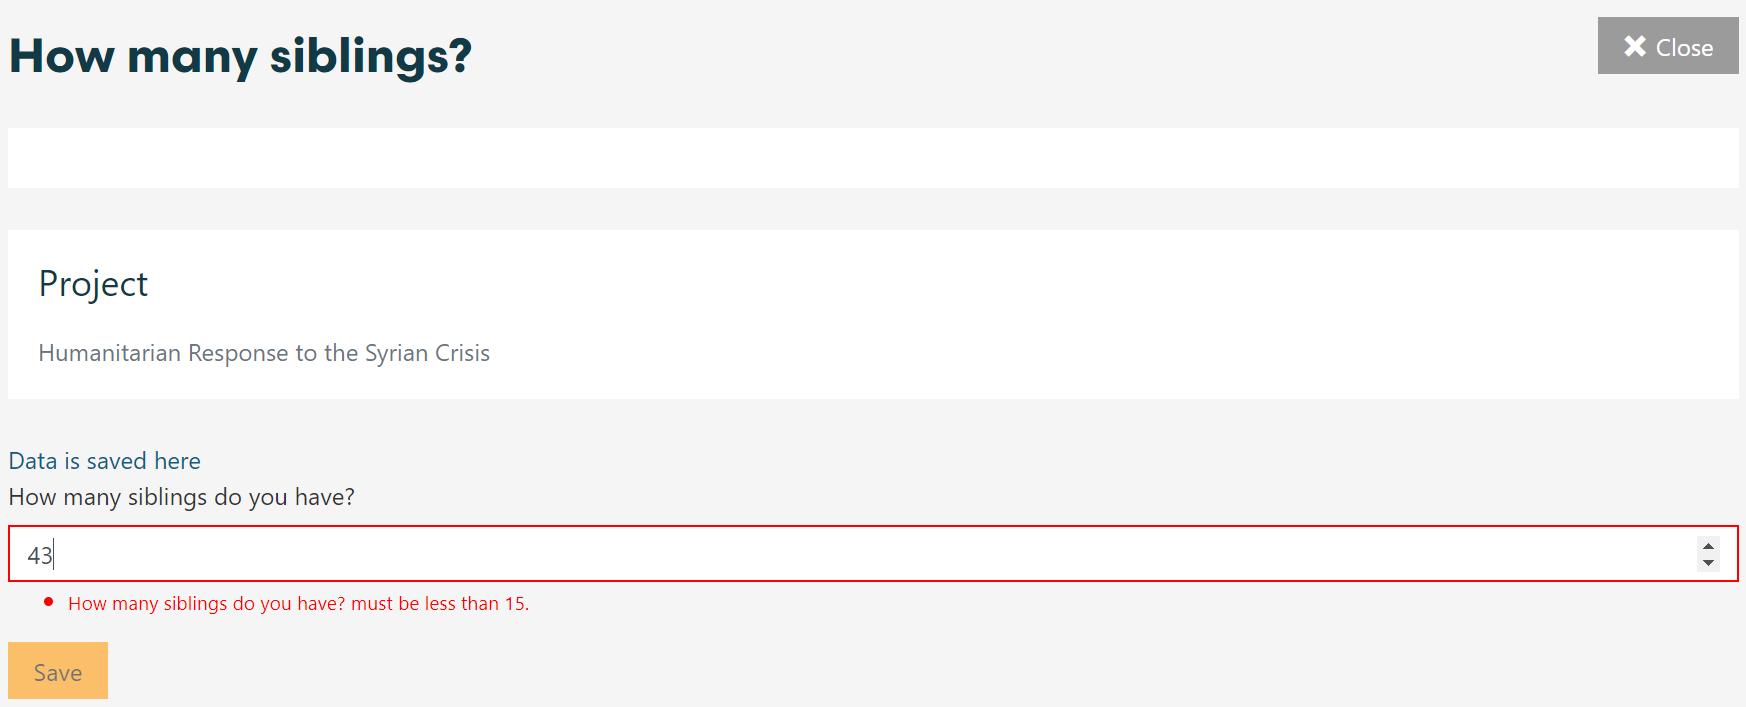 How many siblings?
Close
Project
Humanitarian Response to the Syrian Crisis
Data is saved here
How many siblings do you have?
43
How many siblings do you have? must be less than 15.
Save